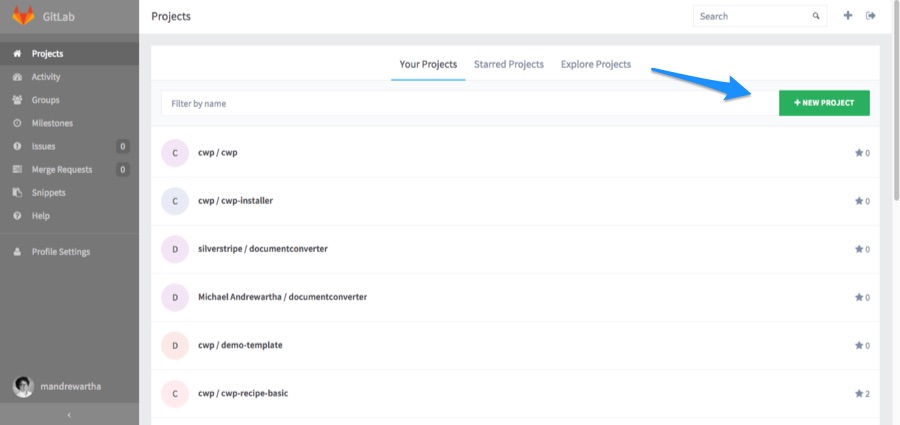 GitLab
Projects
Search
Projects
Activity
Groups
Milestones
Issues 0
Merge Requests 0
Snippets
Help
Profile Settings
mandrewartha
Your Projects Starred Projects Explore Projects
Filter by name
+ NEW PROJECT
C cwp / cwp 0
C cwp / cwp-installer 0
D silverstripe / documentconverter 0
D Michael Andrewartha / documentconverter 0
D cwp / demo-template 0
C cwp / cwp-recipe-basic 2